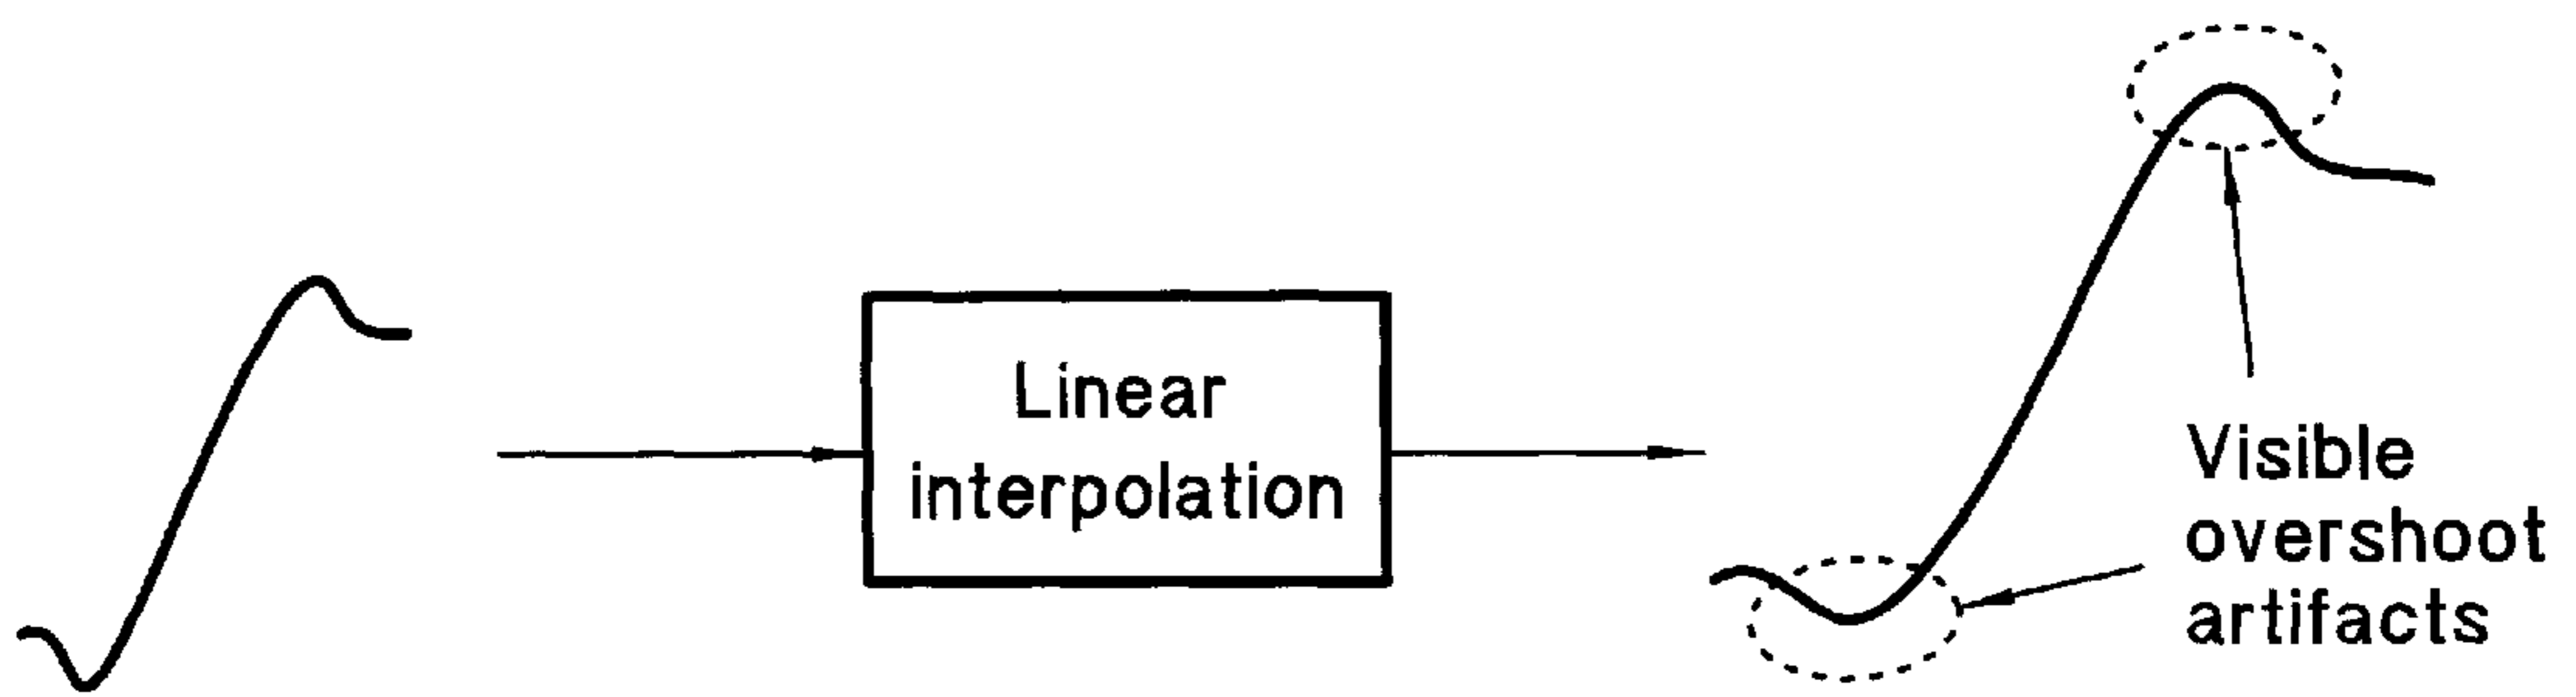 Linear
interpolation
Visible
overshoot
artifacts